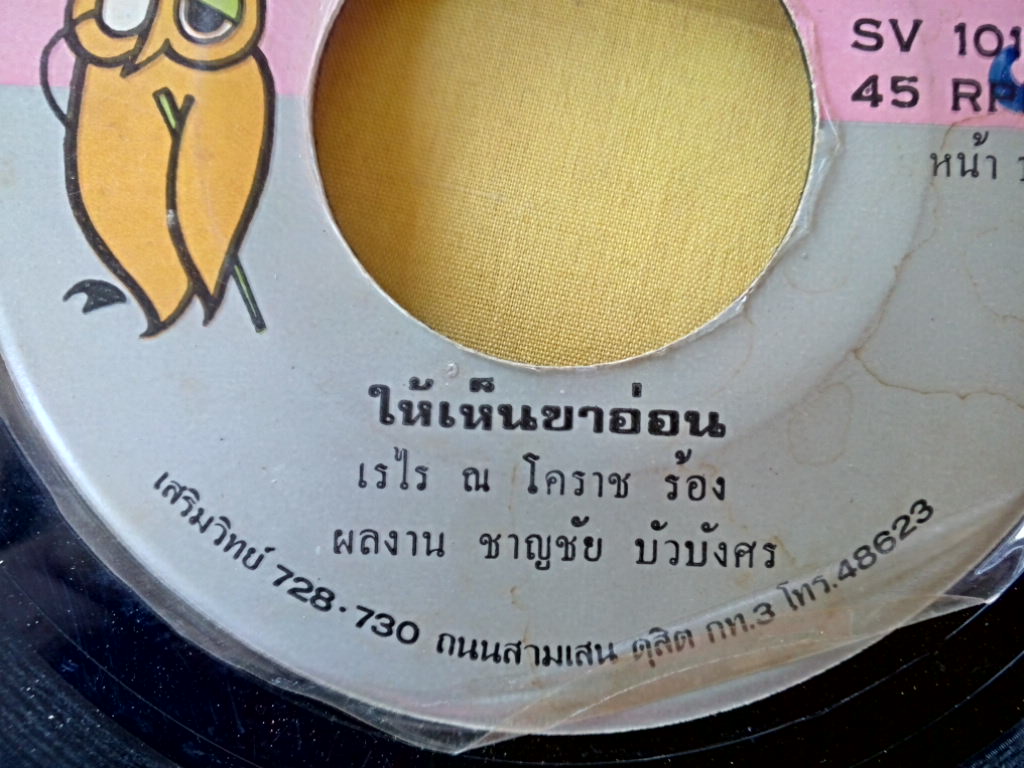 SV 101
45 RP
หน้า
ให้เห็นขาอ่อน
เรไร ณ โคราช ร้อง
ผลงาน ชาญชัย บัวบังศร
เสริมวิทย์ 728-730 ถนนสามเสน ดุสิต กท.3 โทร.48623